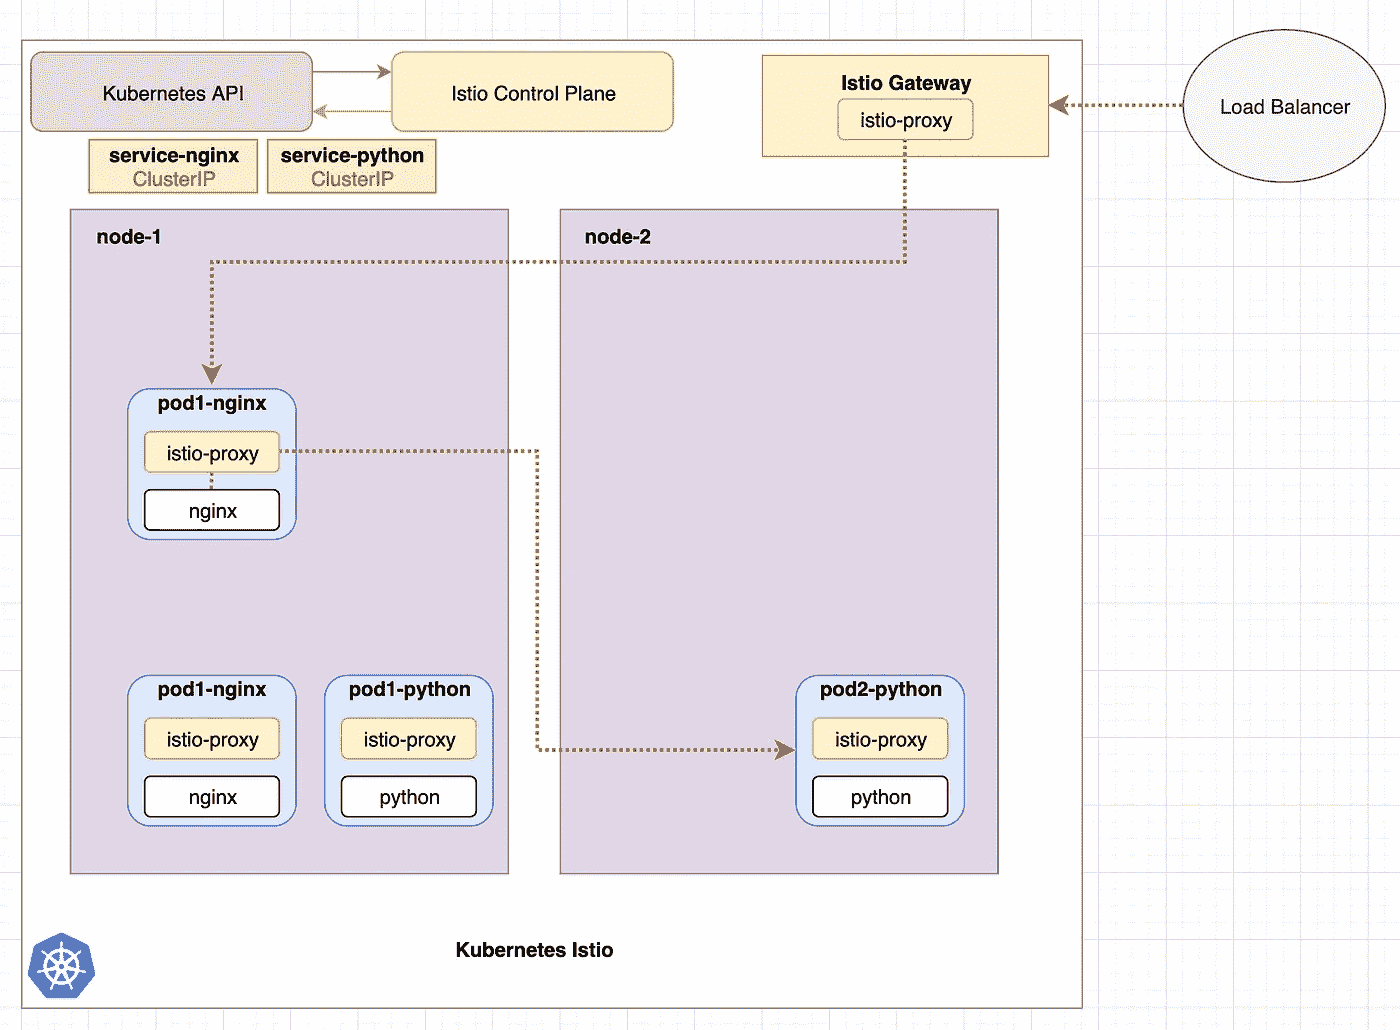 Kubernetes API
Istio Control Plane
Istio Gateway
istio-proxy
Load Balancer
service-nginx
ClusterIP
service-python
ClusterIP
node-1
node-2
pod1-nginx
istio-proxy
nginx
pod1-nginx
istio-proxy
nginx
pod1-python
istio-proxy
python
pod2-python
istio-proxy
python
Kubernetes Istio